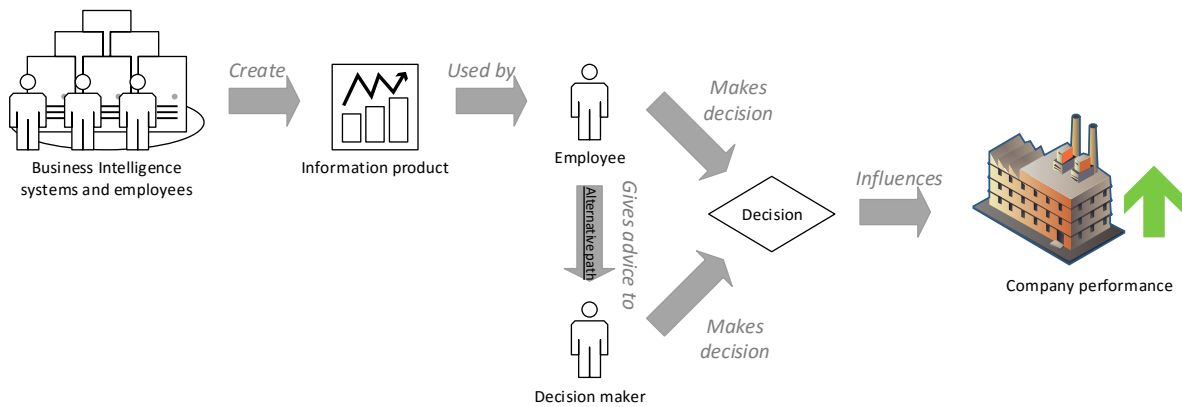 Create
Used by
Makes
decision
Influences
Business Intelligence
systems and employees
Information product
Employee
Alternative path
Gives advice to
Decision
Company performance
Makes
decision
Decision maker